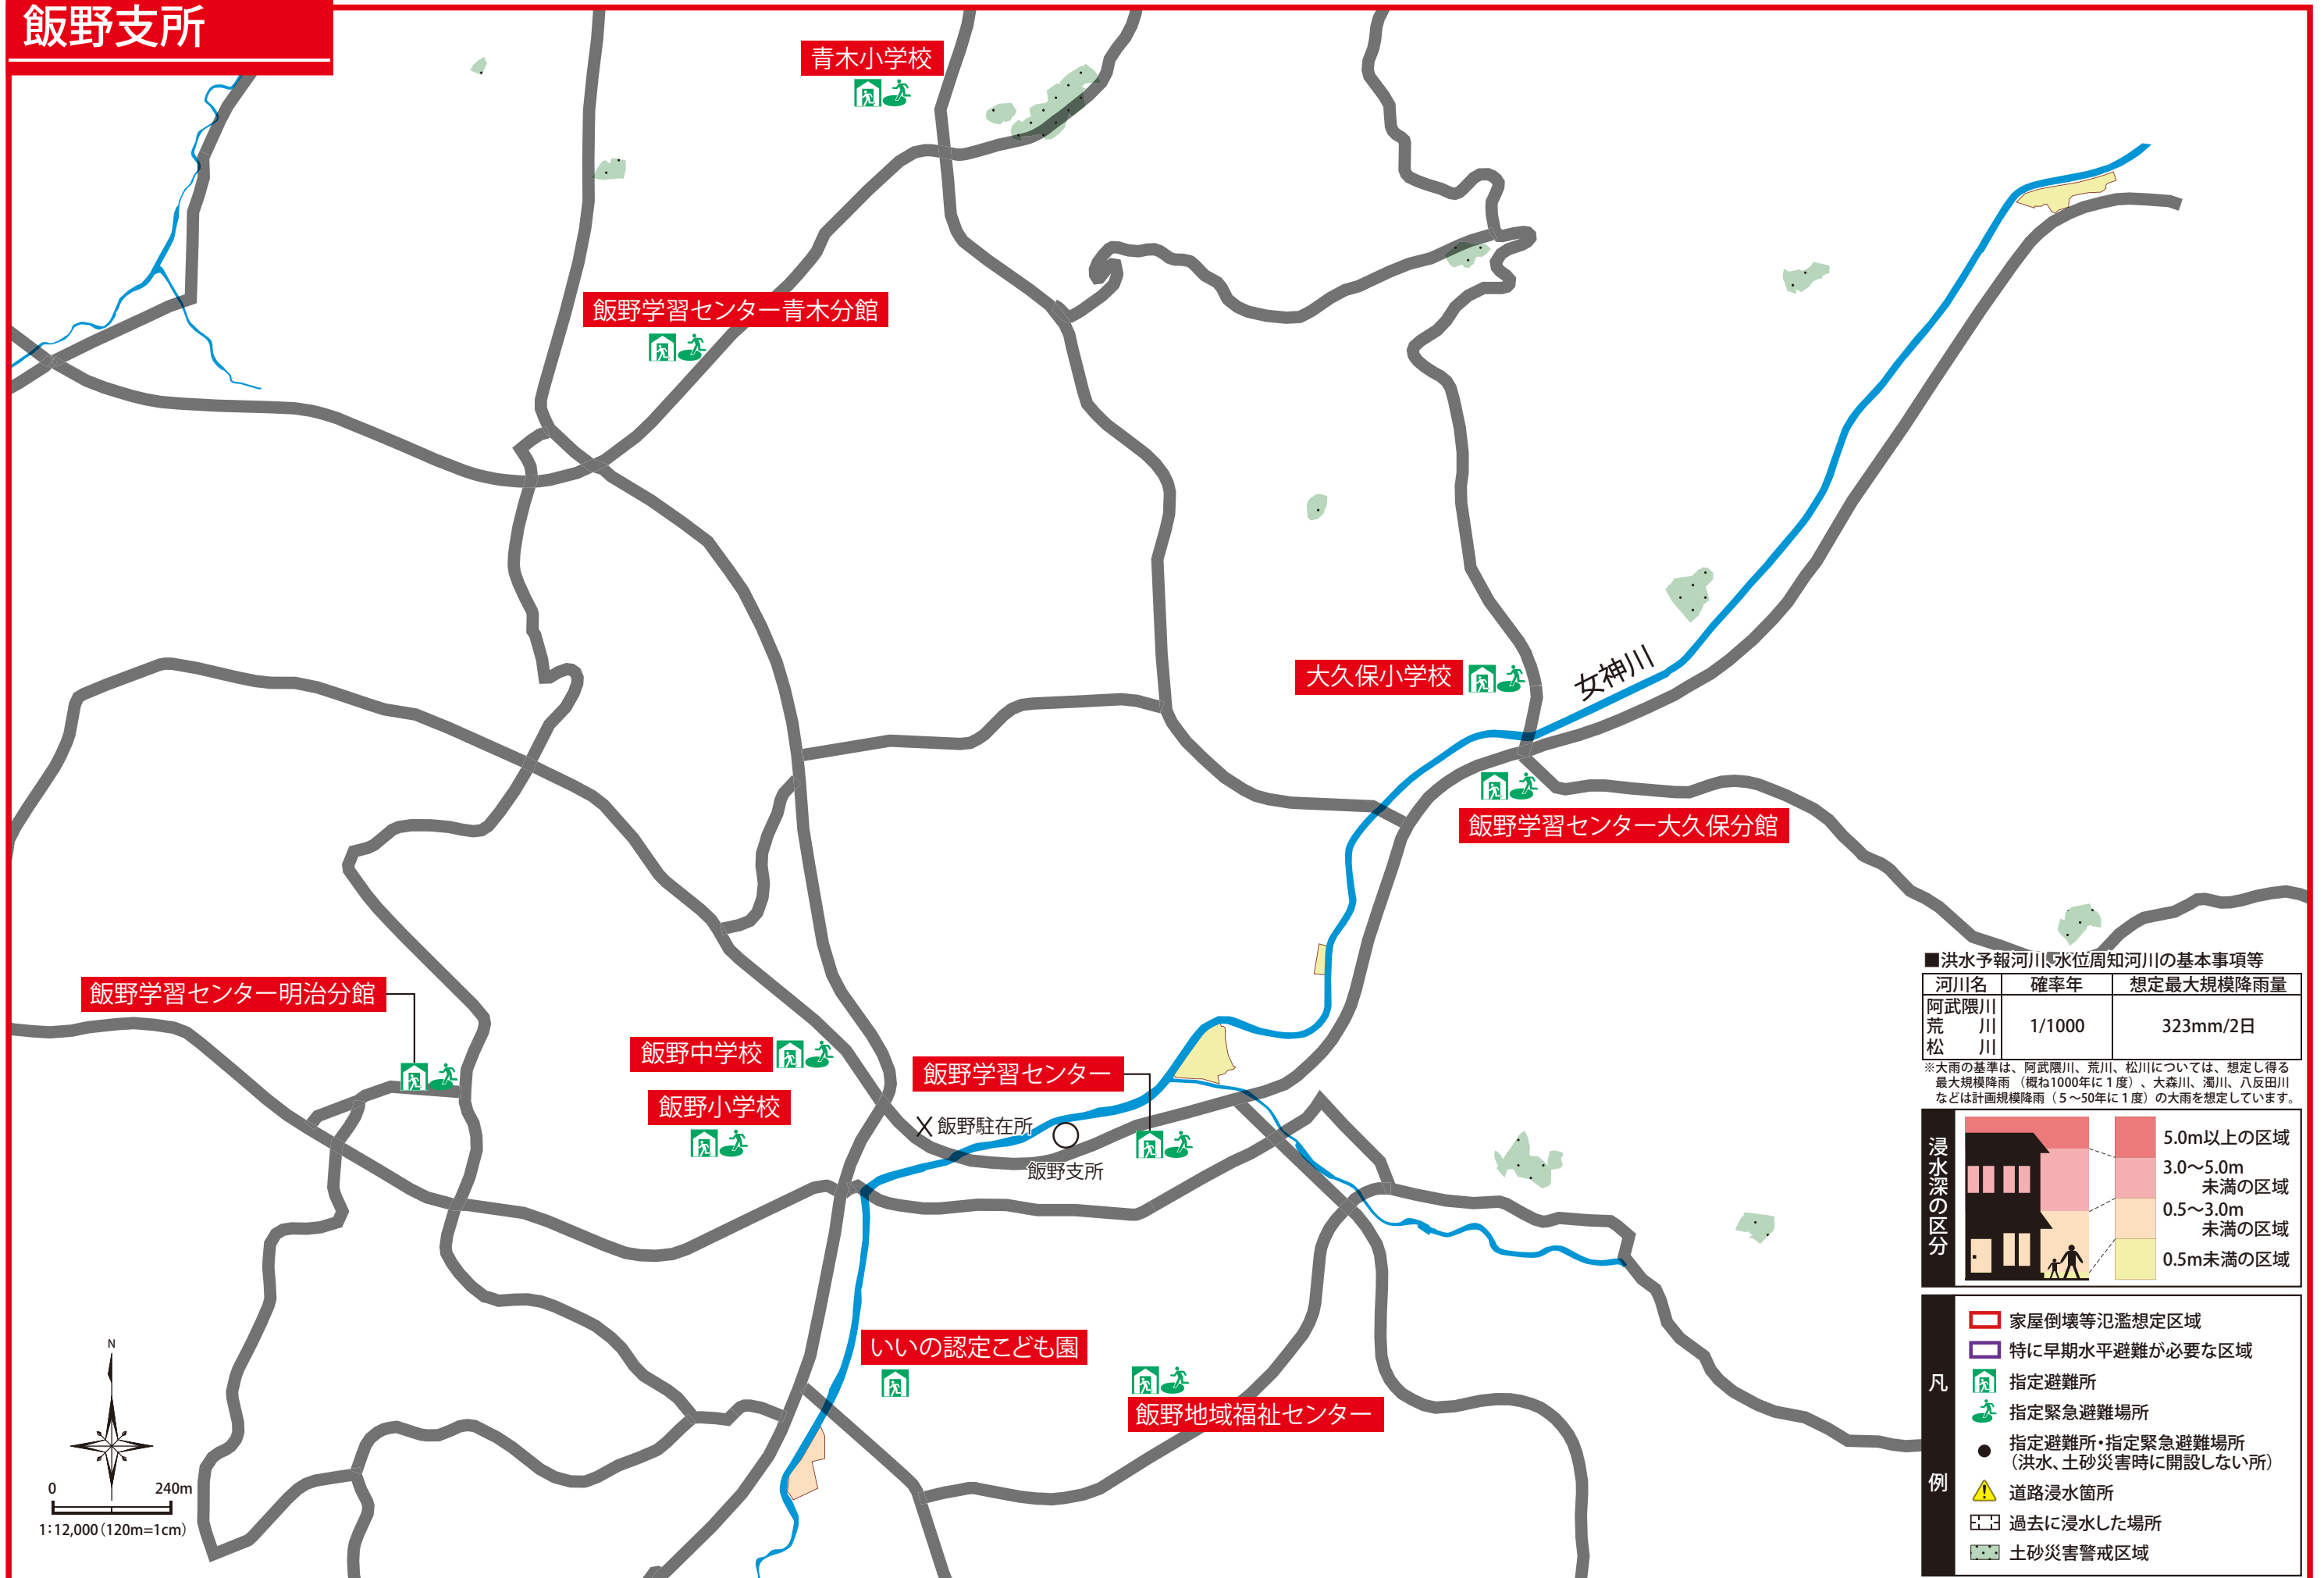 飯野支所
青木小学校
飯野学習センター青木分館
大久保小学校
女神川
飯野学習センター大久保分館
飯野学習センター明治分館
飯野中学校
飯野小学校
飯野学習センター
飯野駐在所
飯野支所
いいの認定こども園
飯野地域福祉センター
N
0 240m
1:12,000(120m=1cm)
■洪水予報河川、水位周知河川の基本事項等
河川名 確率年 想定最大規模降雨量
阿武隈川
荒川 1/1000 323mm/2日
松川
※大雨の基準は、阿武隈川、荒川、松川については、想定し得る
最大規模降雨(概ね1000年に1度)、大森川、濁川、八反田川
などは計画規模降雨(5~50年に1度)の大雨を想定しています。
浸水深の区分
5.0m以上の区域
3.0〜5.0m
未満の区域
0.5〜3.0m
未満の区域
0.5m未満の区域
凡例
家屋倒壊等氾濫想定区域
特に早期水平避難が必要な区域
指定避難所
指定緊急避難場所
指定避難所・指定緊急避難場所
(洪水、土砂災害時に開設しない所)
道路浸水箇所
過去に浸水した場所
土砂災害警戒区域